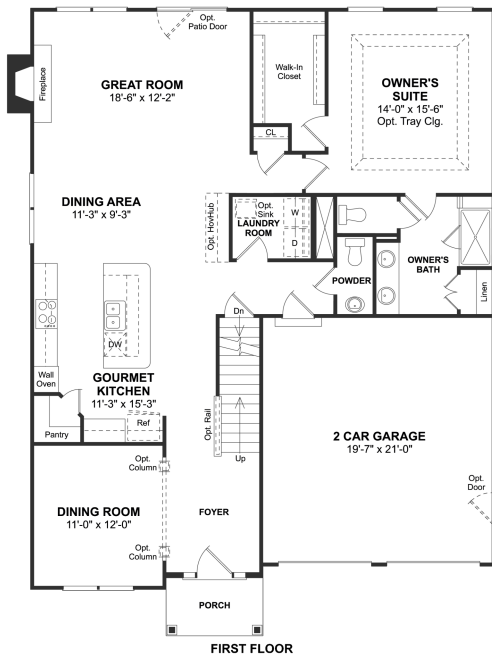 Opt.
Patio Door
Fireplace
GREAT ROOM
18'-6" x 12'-2"
Walk-In
Closet
OWNER'S
SUITE
14'-0" x 15'-6"
Opt. Tray Clg.
CL
DINING AREA
11'-3" x 9'-3"
Opt. HovHub
Opt.
Sink
W
LAUNDRY
ROOM
D
OWNER'S
BATH
POWDER
Linen
Dn
DW
Wall
Oven
GOURMET
KITCHEN
11'-3" x 15'-3"
Ref
Pantry
Opt. Rail
Up
2 CAR GARAGE
19'-7" x 21'-0"
Opt.
Column
Opt.
Door
DINING ROOM
11'-0" x 12'-0"
FOYER
Opt.
Column
PORCH
FIRST FLOOR